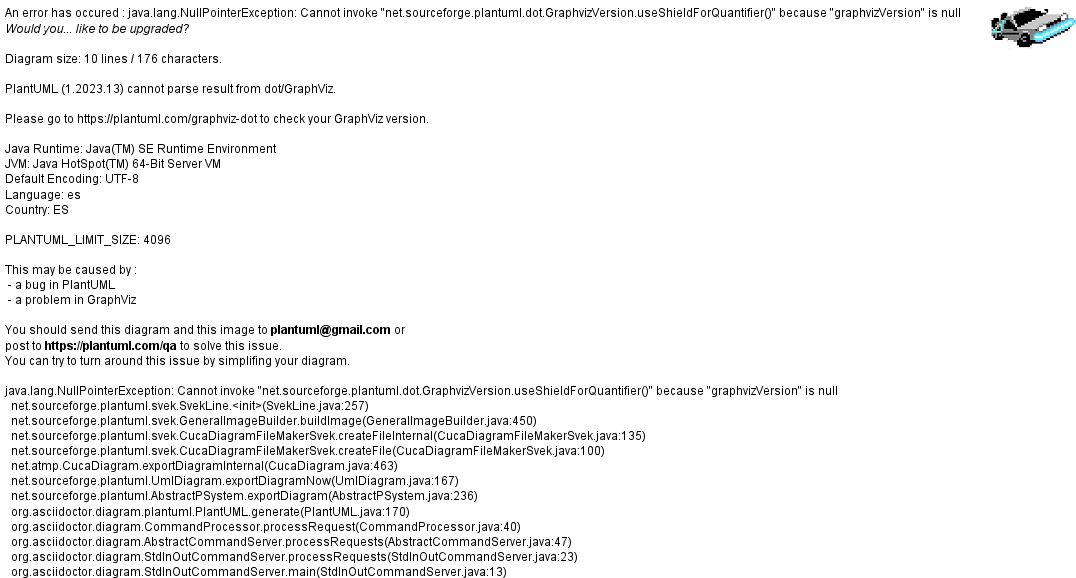 An error has occured : java.lang.NullPointerException: Cannot invoke "net.sourceforge.plantuml.dot.GraphvizVersion.useShieldForQuantifier()" because "graphvizVersion" is null
Would you... like to be upgraded?
Diagram size: 10 lines / 176 characters.
PlantUML (1.2023.13) cannot parse result from dot/GraphViz.
Please go to https://plantuml.com/graphviz-dot to check your GraphViz version.
Java Runtime: Java(TM) SE Runtime Environment
JVM: Java HotSpot(TM) 64-Bit Server VM
Default Encoding: UTF-8
Language: es
Country: ES
PLANTUML_LIMIT_SIZE: 4096
This may be caused by :
- a bug in PlantUML
- a problem in GraphViz
You should send this diagram and this image to plantuml@gmail.com or
post to https://plantuml.com/qa to solve this issue.
You can try to turn around this issue by simplifing your diagram.
java.lang.NullPointerException: Cannot invoke "net.sourceforge.plantuml.dot.GraphvizVersion.useShieldForQuantifier()" because "graphvizVersion" is null
net.sourceforge.plantuml.svek.SvekLine.<init>(SvekLine.java:257)
net.sourceforge.plantuml.svek.GeneralImageBuilder.buildImage(GeneralImageBuilder.java:450)
net.sourceforge.plantuml.svek.CucaDiagramFileMakerSvek.createFileInternal(CucaDiagramFileMakerSvek.java:135)
net.sourceforge.plantuml.svek.CucaDiagramFileMakerSvek.createFile(CucaDiagramFileMakerSvek.java:100)
net.atmp.CucaDiagram.exportDiagramInternal(CucaDiagram.java:463)
net.sourceforge.plantuml.UmlDiagram.exportDiagramNow(UmlDiagram.java:167)
net.sourceforge.plantuml.AbstractPSystem.exportDiagram(AbstractPSystem.java:236)
org.asciidoctor.diagram.plantuml.PlantUML.generate(PlantUML.java:170)
org.asciidoctor.diagram.CommandProcessor.processRequest(CommandProcessor.java:40)
org.asciidoctor.diagram.AbstractCommandServer.processRequests(AbstractCommandServer.java:47)
org.asciidoctor.diagram.StdInOutCommandServer.processRequests(StdInOutCommandServer.java:23)
org.asciidoctor.diagram.StdInOutCommandServer.main(StdInOutCommandServer.java:13)